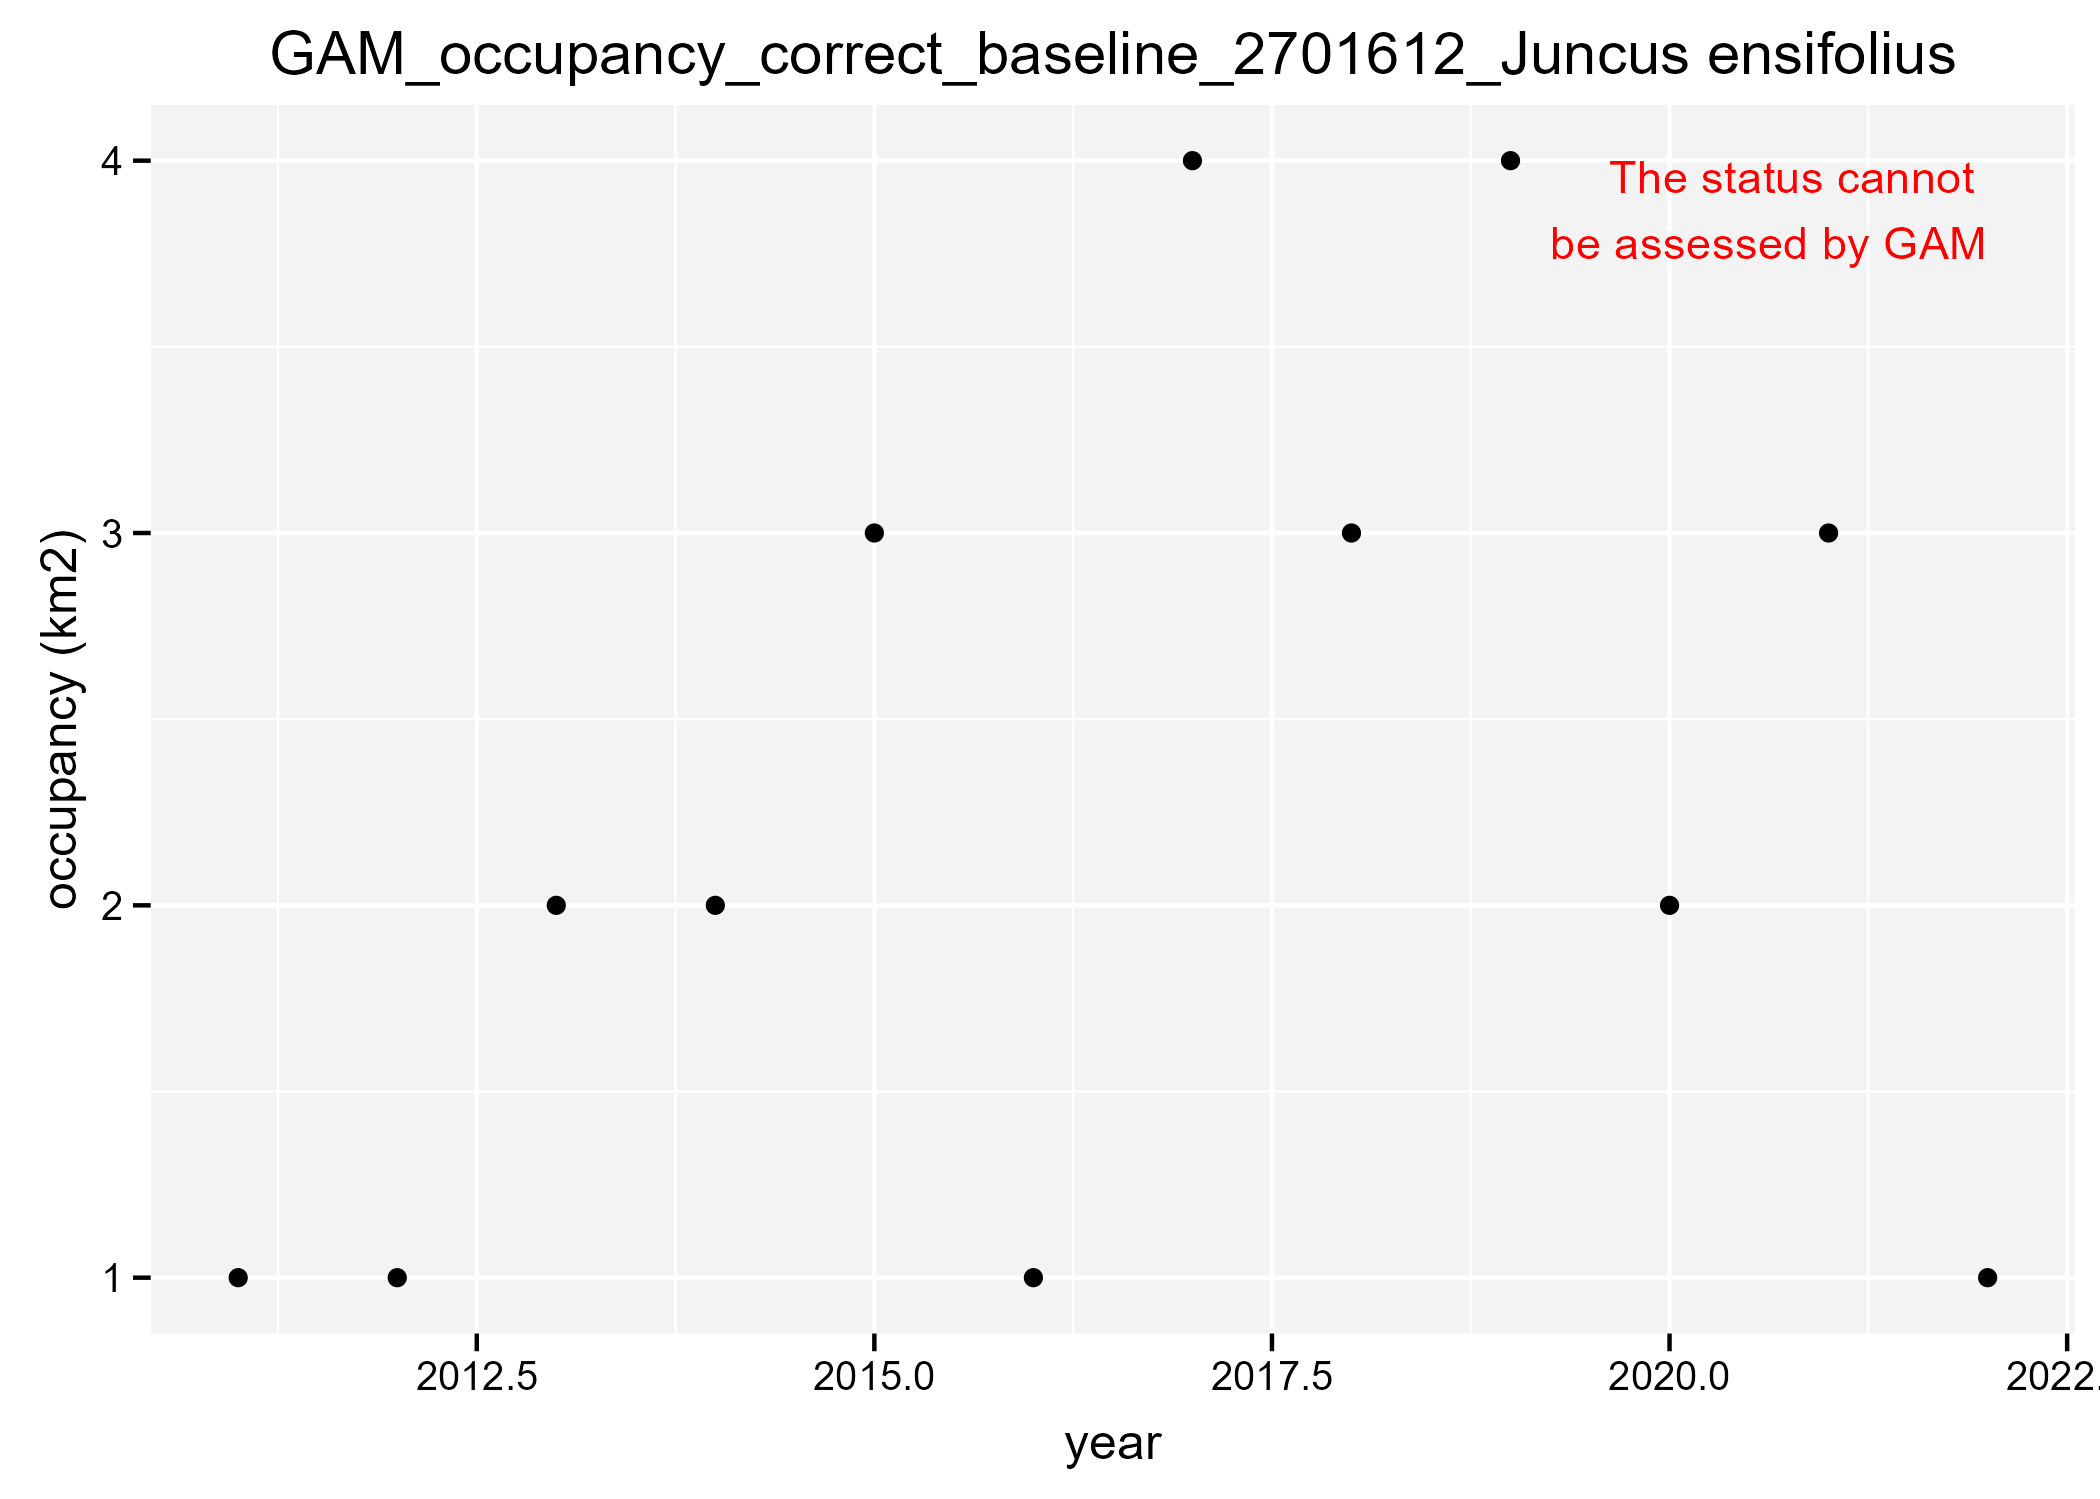 GAM_occupancy_correct_baseline_2701612_Juncus ensifolius
The status cannot
be assessed by GAM
occupancy (km2)
4
3
2
1
2012.5 2015.0 2017.5 2020.0 2022.
year